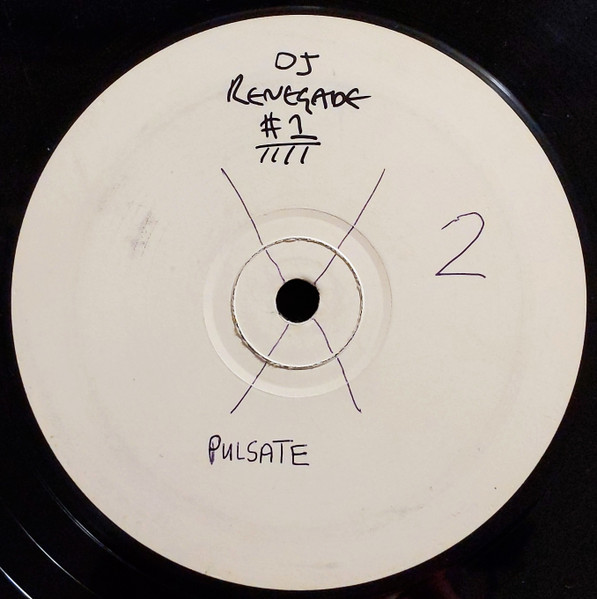 DJ
RENEGADE
#1
2
PULSATE